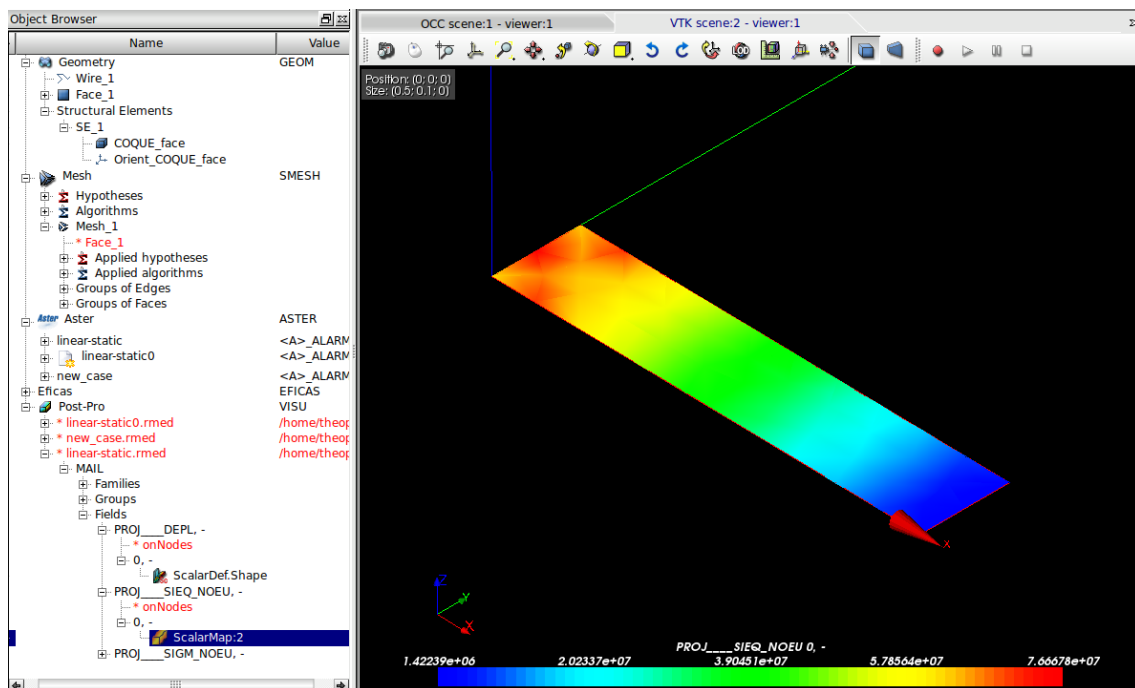 Object Browser
Name Value
Geometry GEOM
Wire_1
Face_1
Structural Elements
SE_1
COQUE_face
Orient_COQUE_face
Mesh SMESH
Hypotheses
Algorithms
Mesh_1
* Face_1
Applied hypotheses
Applied algorithms
Groups of Edges
Groups of Faces
Aster Aster ASTER
linear-static <A>_ALARM
linear-static0 <A>_ALARM
new_case <A>_ALARM
Eficas EFICAS
Post-Pro VISU
* linear-static0.rmed /home/theop
* new_case.rmed /home/theop
* linear-static.rmed /home/theop
MAIL
Families
Groups
Fields
PROJ____DEPL, -
* onNodes
0, -
ScalarDef.Shape
PROJ____SIEQ_NOEU, -
* onNodes
0, -
ScalarMap:2
PROJ____SIGM_NOEU, -
OCC scene:1 - viewer:1 VTK scene:2 - viewer:1
Position: (0; 0; 0)
Size: (0.5; 0.1; 0)
X
Z
Y
X
PROJ____SIEQ_NOEU 0, -
1.42239e+06 2.02337e+07 3.90451e+07 5.78564e+07 7.66678e+07